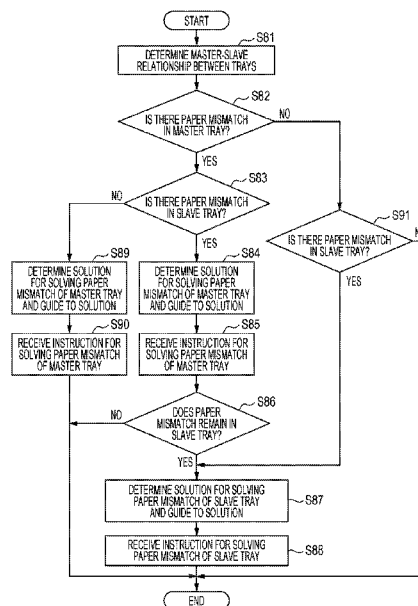 START
S81
DETERMINE MASTER-SLAVE
RELATIONSHIP BETWEEN TRAYS
S82
IS THERE PAPER MISMATCH
IN MASTER TRAY?
NO
YES
S83
IS THERE PAPER MISMATCH
IN SLAVE TRAY?
NO
YES
S91
IS THERE PAPER MISMATCH
IN SLAVE TRAY?
YES
S89
DETERMINE SOLUTION
FOR SOLVING PAPER
MISMATCH OF MASTER TRAY
AND GUIDE TO SOLUTION
S84
DETERMINE SOLUTION
FOR SOLVING PAPER
MISMATCH OF MASTER TRAY
AND GUIDE TO SOLUTION
S90
RECEIVE INSTRUCTION FOR
SOLVING PAPER MISMATCH
OF MASTER TRAY
S85
RECEIVE INSTRUCTION FOR
SOLVING PAPER MISMATCH
OF MASTER TRAY
S86
DOES PAPER
MISMATCH REMAIN IN
SLAVE TRAY?
NO
YES
S87
DETERMINE SOLUTION FOR SOLVING
PAPER MISMATCH OF SLAVE TRAY
AND GUIDE TO SOLUTION
S88
RECEIVE INSTRUCTION FOR SOLVING
PAPER MISMATCH OF SLAVE TRAY
END